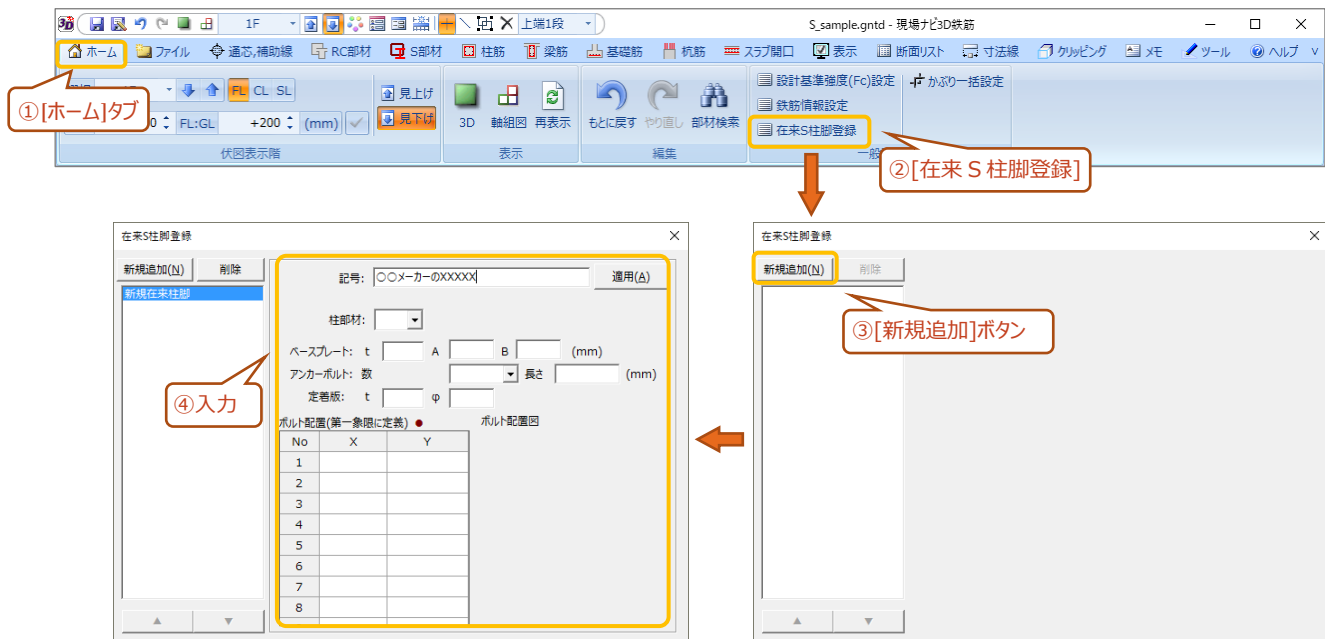 3D 1F 上端1段 S_sample.gntd - 現場ナビ3D鉄筋
ホーム ファイル 通芯,補助線 RC部材 S部材 柱筋 梁筋 基礎筋 杭筋 スラブ開口 表示 断面リスト 寸法線 クリッピング メモ ツール ヘルプ
FL CL SL 見上げ
FL:GL +200 (mm) 見下げ
伏図表示階
3D 軸組図 再表示
表示
もとに戻す やり直し 部材検索
編集
設計基準強度(Fc)設定 かぶり一括設定
鉄筋情報設定
在来S柱脚登録
一般
①[ホーム]タブ
②[在来 S 柱脚登録]
在来S柱脚登録
新規追加(N) 削除
新規在来柱脚
記号: ○○メーカーのXXXXX 適用(A)
柱部材:
ベースプレート: t A B (mm)
アンカーボルト: 数 長さ (mm)
定着版: t φ
ボルト配置(第一象限に定義) ● ボルト配置図
No X Y
1
2
3
4
5
6
7
8
▲ ▼
④入力
在来S柱脚登録
新規追加(N) 削除
③[新規追加]ボタン
▲ ▼